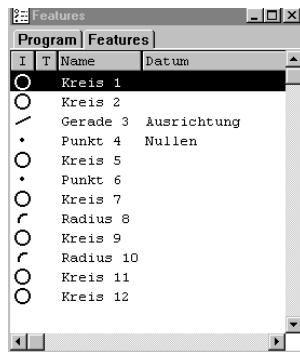 Features
Program Features
I T Name Datum
Kreis 1
Kreis 2
Gerade 3 Ausrichtung
Punkt 4 Nullen
Kreis 5
Punkt 6
Kreis 7
Radius 8
Kreis 9
Radius 10
Kreis 11
Kreis 12